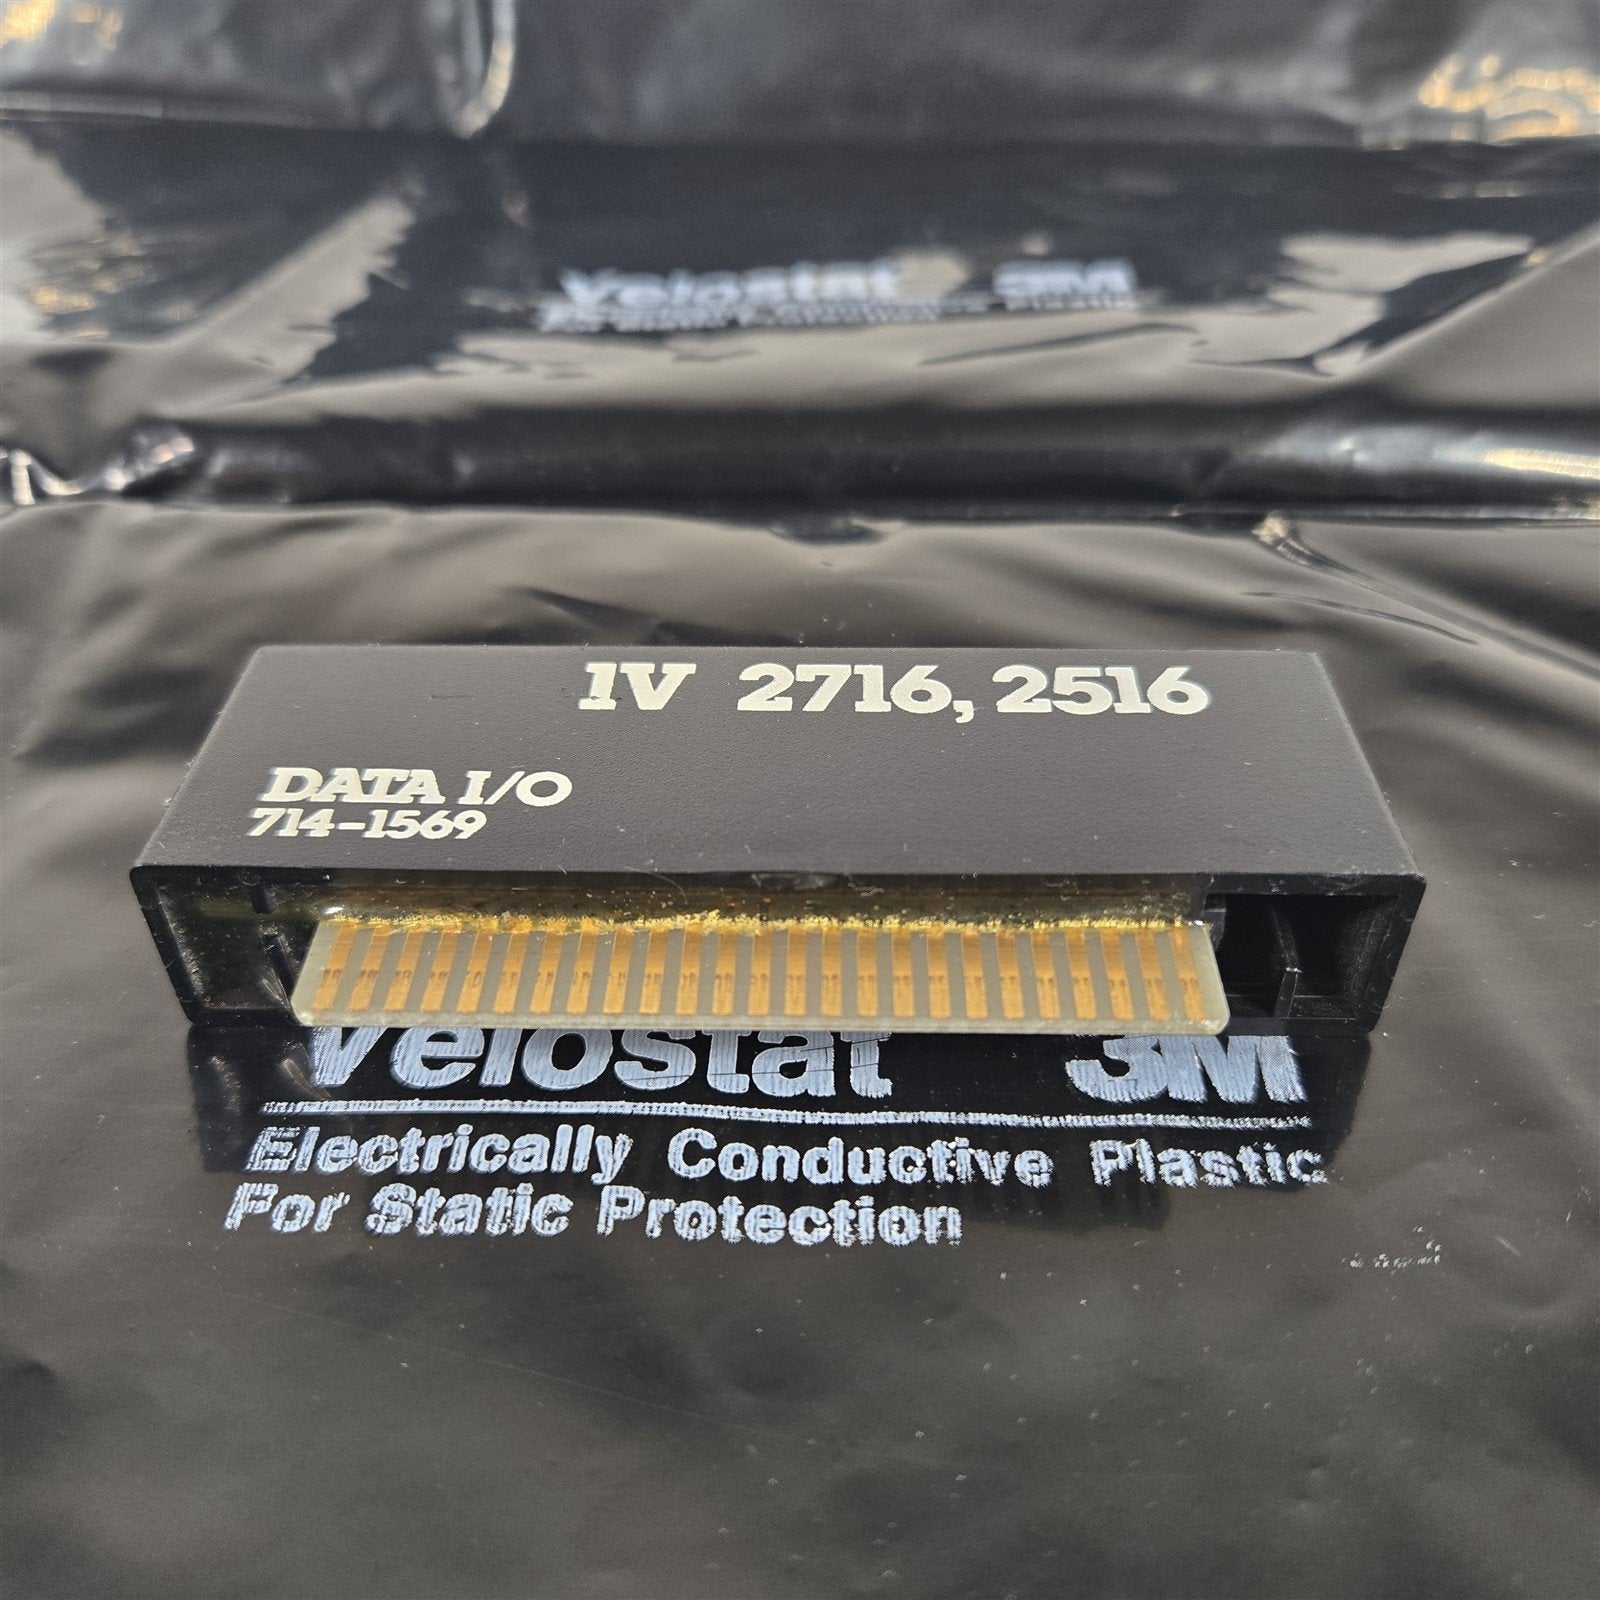 Velostat 3M
IV 2716, 2516
DATA I/O
714-1569
Velostat 3M
Electrically Conductive Plastic
For Static Protection